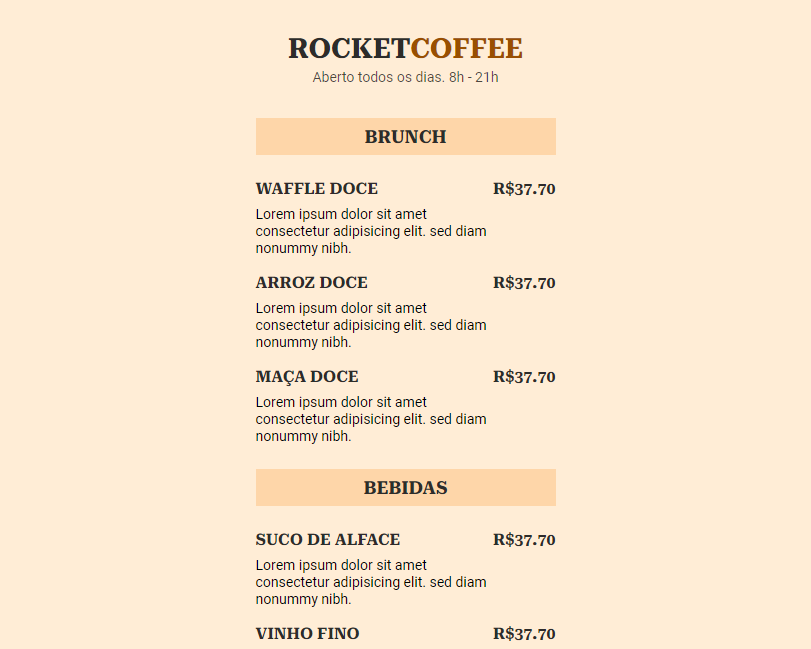 ROCKETCOFFEE
Aberto todos os dias. 8h - 21h
BRUNCH
WAFFLE DOCE R$37.70
Lorem ipsum dolor sit amet
consectetur adipisicing elit. sed diam
nonummy nibh.
ARROZ DOCE R$37.70
Lorem ipsum dolor sit amet
consectetur adipisicing elit. sed diam
nonummy nibh.
MAÇA DOCE R$37.70
Lorem ipsum dolor sit amet
consectetur adipisicing elit. sed diam
nonummy nibh.
BEBIDAS
SUCO DE ALFACE R$37.70
Lorem ipsum dolor sit amet
consectetur adipisicing elit. sed diam
nonummy nibh.
VINHO FINO R$37.70